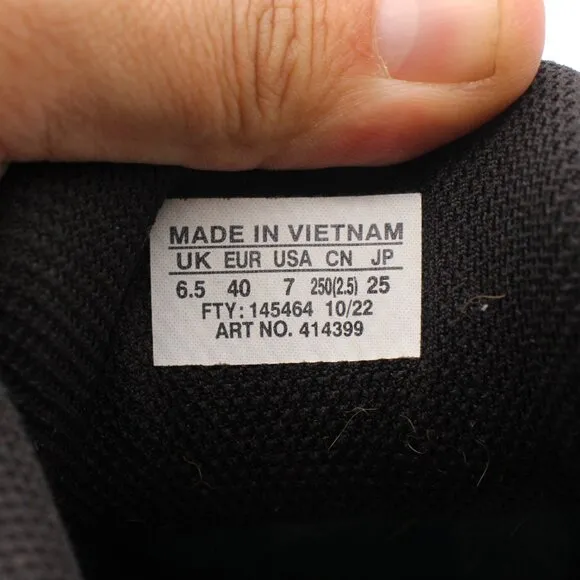 MADE IN VIETNAM
UK EUR USA CN JP
6.5 40 7 250(2.5) 25
FTY: 145464 10/22
ART NO. 414399